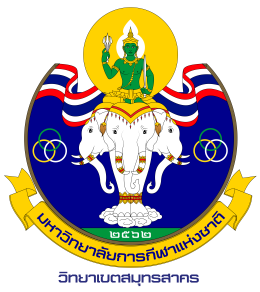 ๒๕๖๒
มหาวิทยาลัยการกีฬาแห่งชาติ
วิทยาเขตสมุทรสาคร